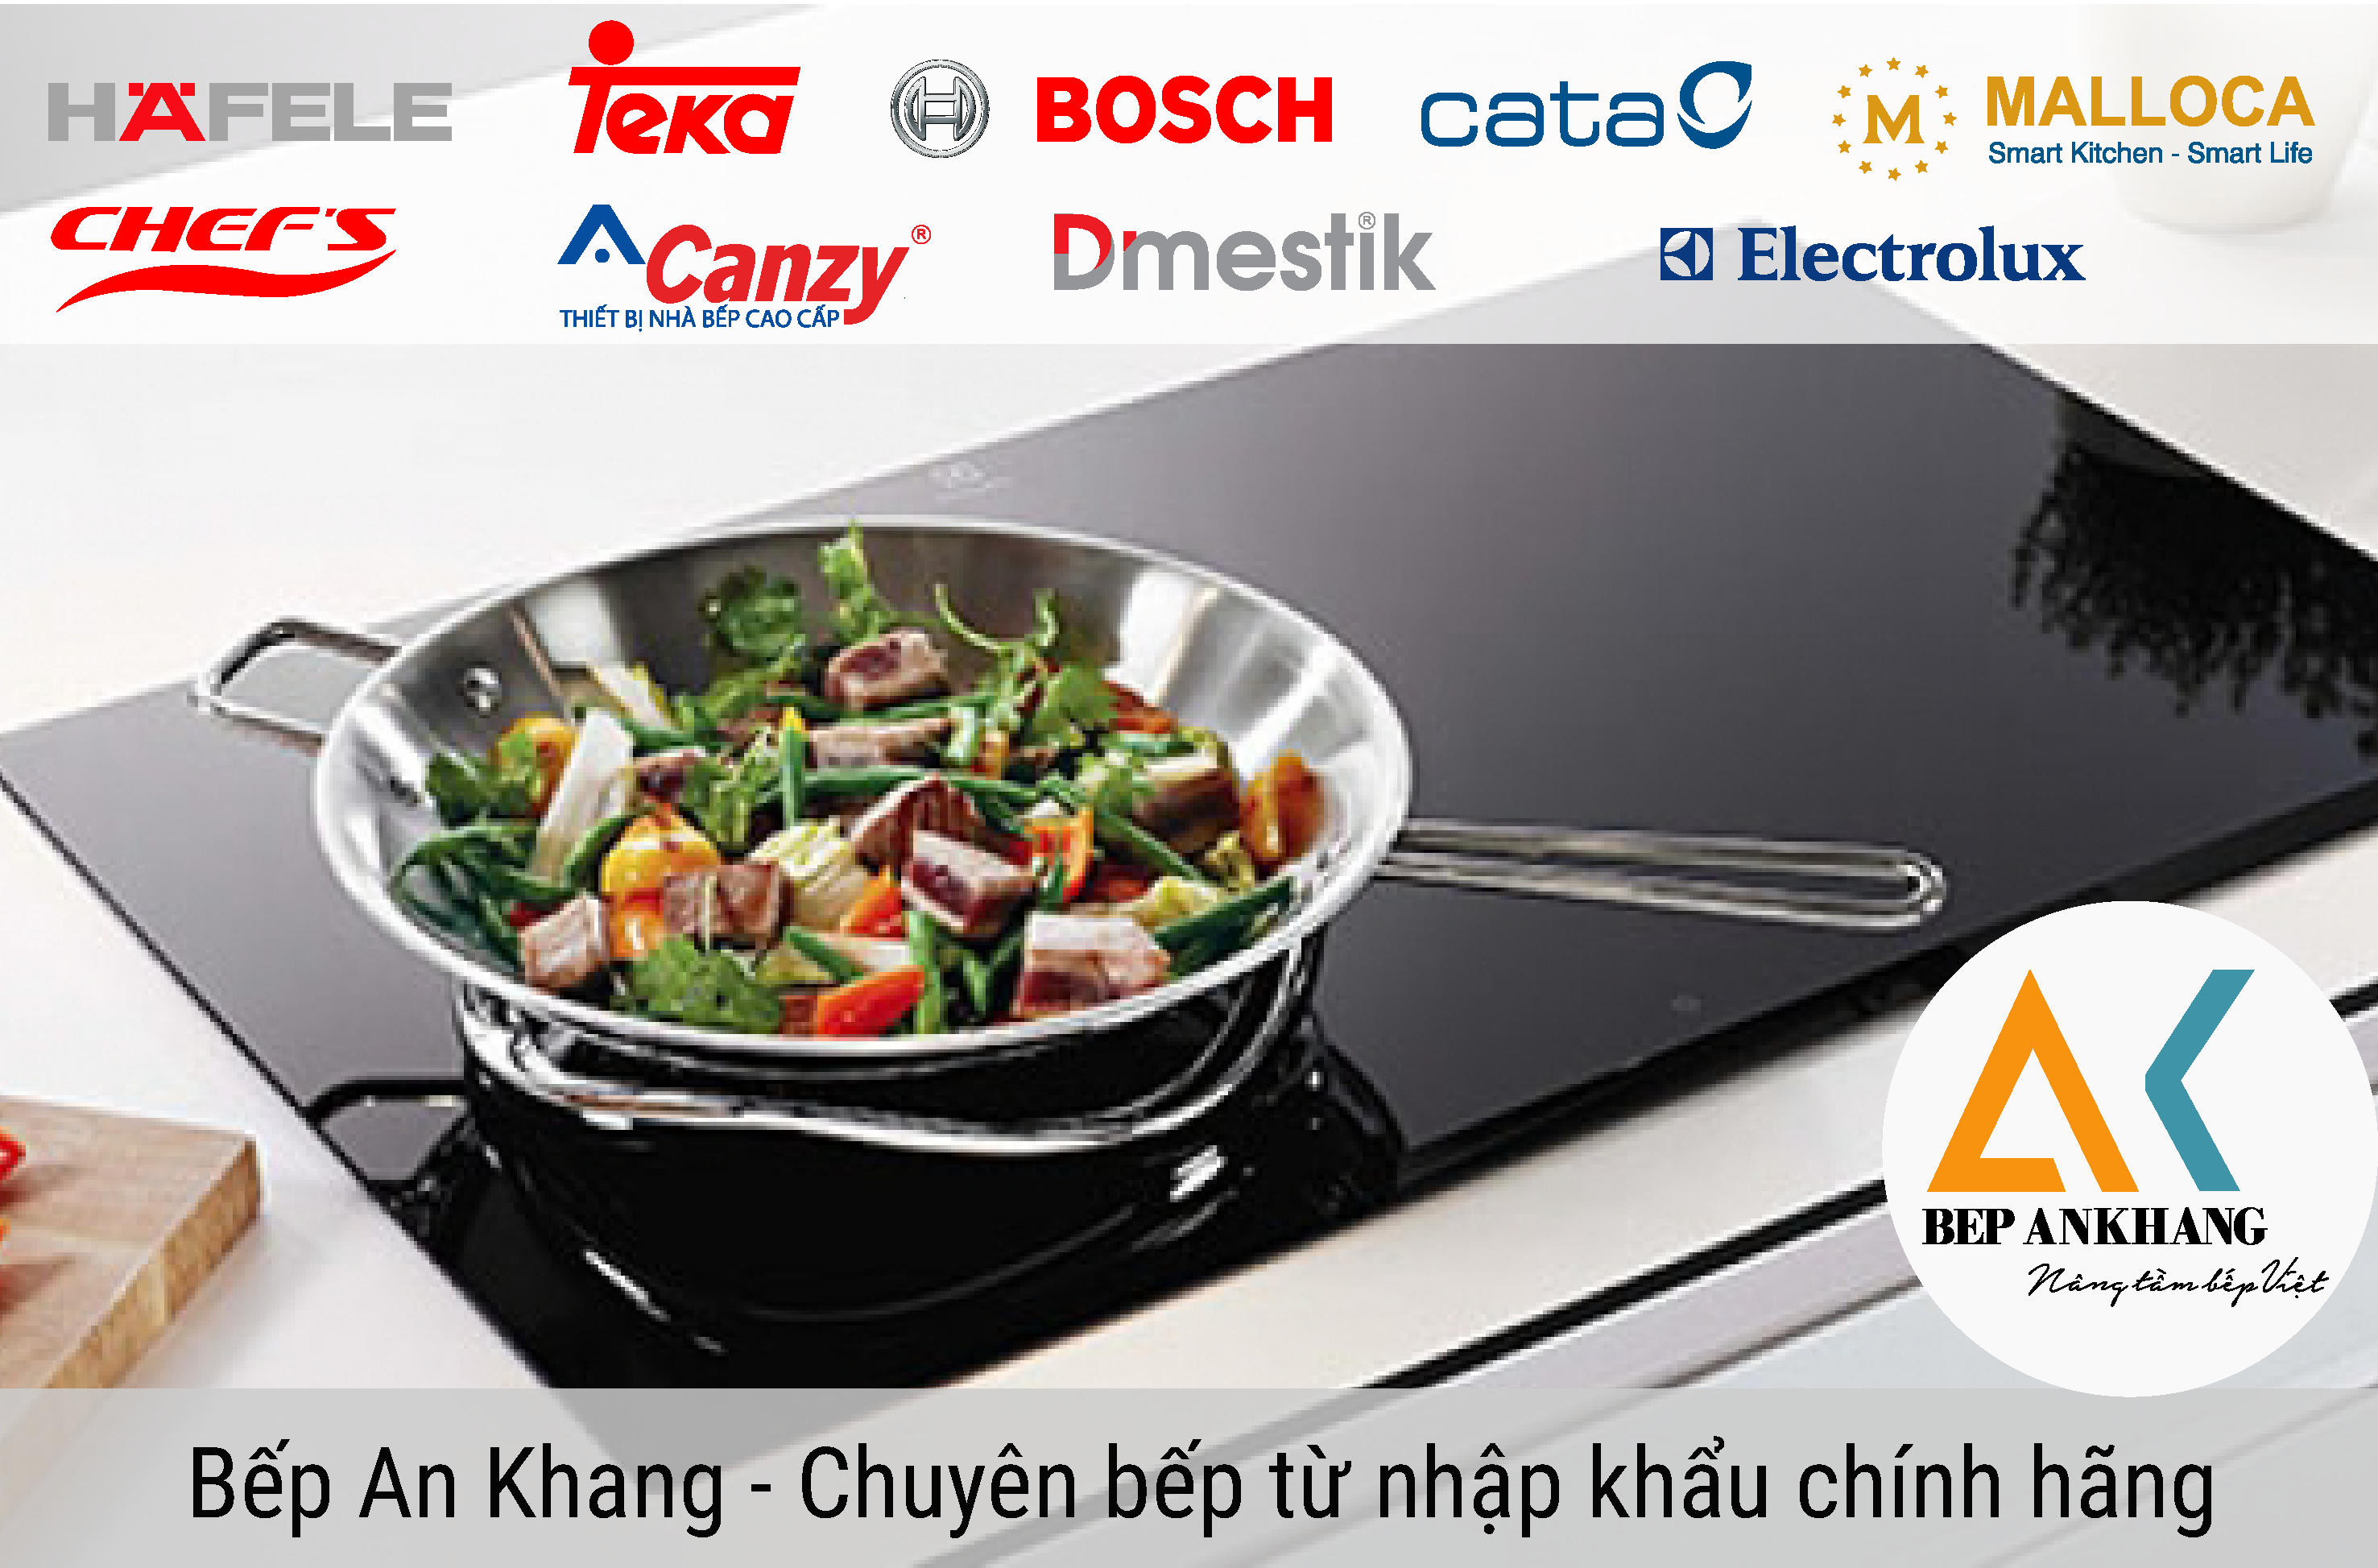 HÄFELE
Teka
BOSCH
cata
M MALLOCA
Smart Kitchen - Smart Life
CHEF'S
Canzy®
THIẾT BỊ NHÀ BẾP CAO CẤP
Dmestik®
Electrolux
AK
BEP ANKHANG
Nâng tầm bếp Việt
Bếp An Khang - Chuyên bếp từ nhập khẩu chính hãng